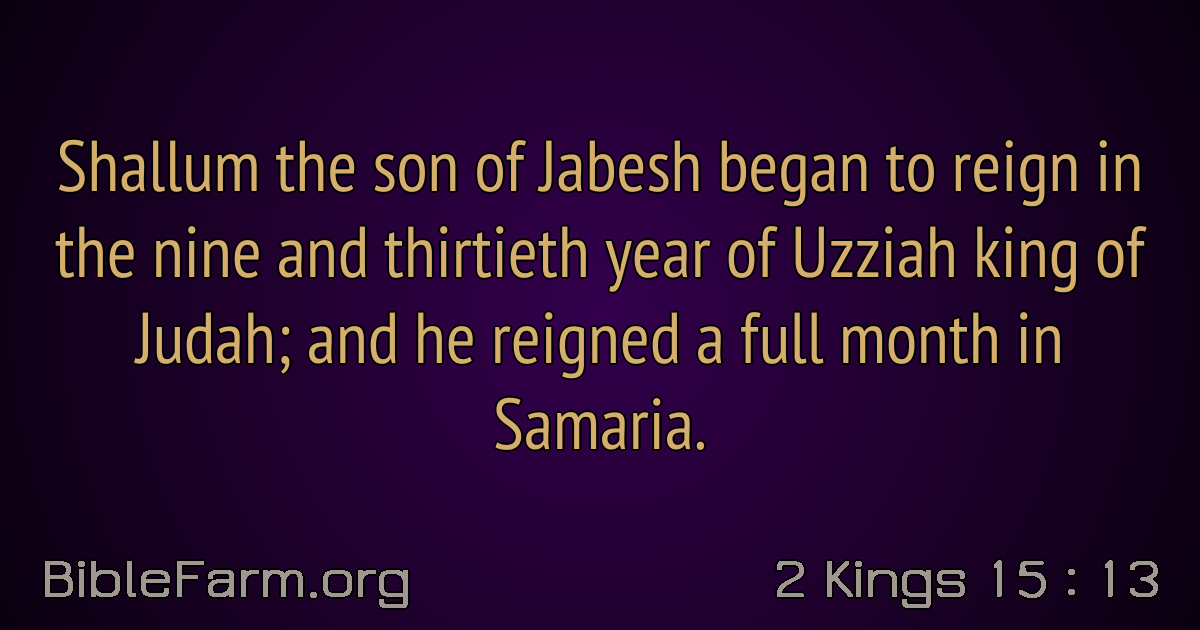 Shallum the son of Jabesh began to reign in
the nine and thirtieth year of Uzziah king of
Judah; and he reigned a full month in
Samaria.
BibleFarm.org
2 Kings 15 : 13